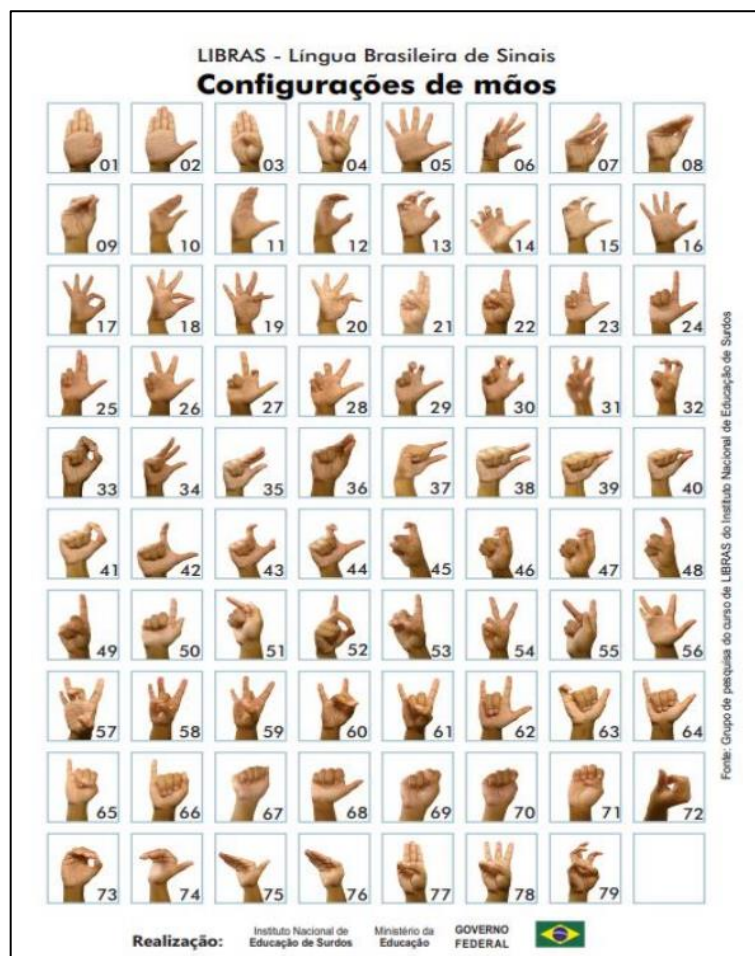 LIBRAS - Língua Brasileira de Sinais
Configurações de mãos
01 02 03 04 05 06 07 08
09 10 11 12 13 14 15 16
17 18 19 20 21 22 23 24
25 26 27 28 29 30 31 32
33 34 35 36 37 38 39 40
41 42 43 44 45 46 47 48
49 50 51 52 53 54 55 56
57 58 59 60 61 62 63 64
65 66 67 68 69 70 71 72
73 74 75 76 77 78 79
Fonte: Grupo de pesquisa do curso de LIBRAS do Instituto Nacional de Educação de Surdos
Realização:
Instituto Nacional de
Educação de Surdos
Ministério da
Educação
GOVERNO
FEDERAL